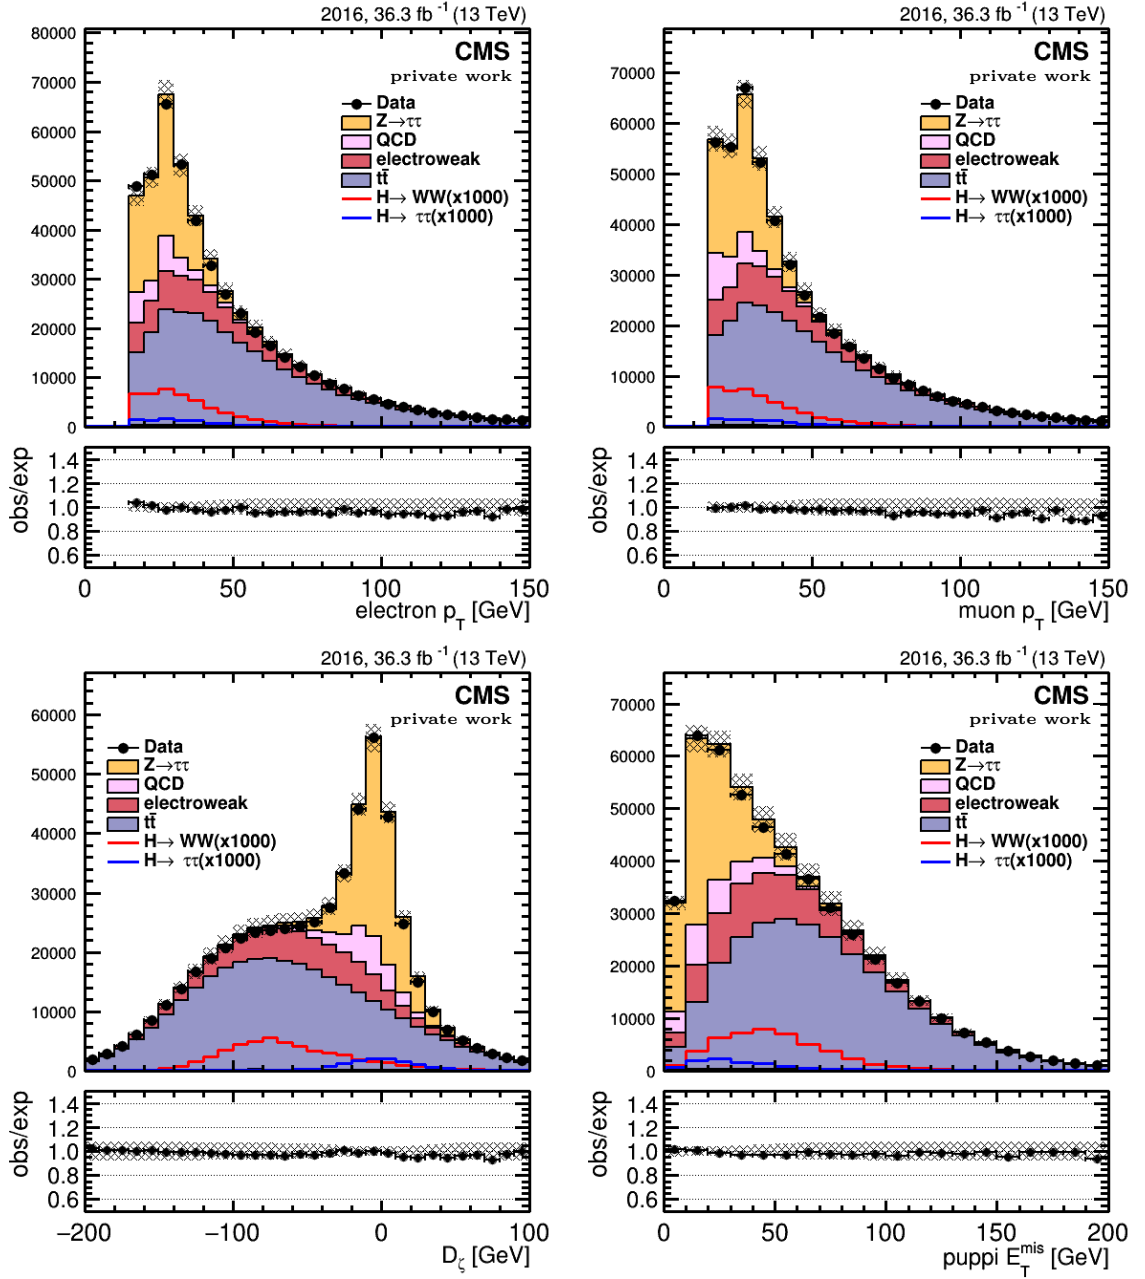 2016, 36.3 fb⁻¹ (13 TeV)
CMS
private work
Data
Z→ττ
QCD
electroweak
tt̄
H→ WW(x1000)
H→ ττ(x1000)
80000
70000
60000
50000
40000
30000
20000
10000
0
obs/exp
1.4
1.2
1.0
0.8
0.6
0 50 100 150
electron p_T [GeV]
2016, 36.3 fb⁻¹ (13 TeV)
CMS
private work
Data
Z→ττ
QCD
electroweak
tt̄
H→ WW(x1000)
H→ ττ(x1000)
70000
60000
50000
40000
30000
20000
10000
0
obs/exp
1.4
1.2
1.0
0.8
0.6
0 50 100 150
muon p_T [GeV]
2016, 36.3 fb⁻¹ (13 TeV)
CMS
private work
Data
Z→ττ
QCD
electroweak
tt̄
H→ WW(x1000)
H→ ττ(x1000)
60000
50000
40000
30000
20000
10000
0
obs/exp
1.4
1.2
1.0
0.8
0.6
−200 −100 0 100
D_ζ [GeV]
2016, 36.3 fb⁻¹ (13 TeV)
CMS
private work
Data
Z→ττ
QCD
electroweak
tt̄
H→ WW(x1000)
H→ ττ(x1000)
70000
60000
50000
40000
30000
20000
10000
0
obs/exp
1.4
1.2
1.0
0.8
0.6
0 50 100 150 200
puppi E_T^mis [GeV]